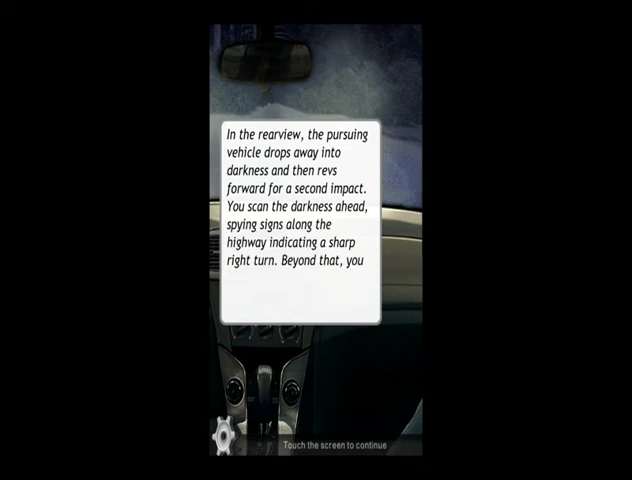 In the rearview, the pursuing
vehicle drops away into
darkness and then revs
forward for a second impact.
You scan the darkness ahead,
spying signs along the
highway indicating a sharp
right turn. Beyond that, you
Touch the screen to continue